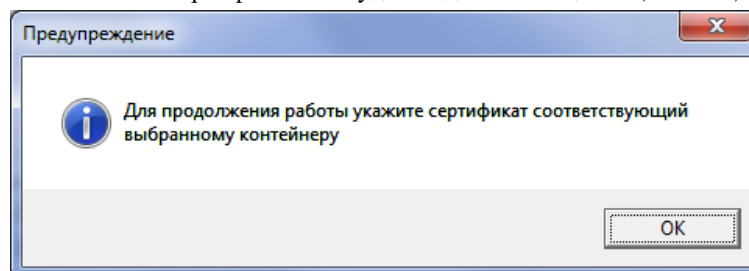 Предупреждение
X
Для продолжения работы укажите сертификат соответствующий
выбранному контейнеру
OK